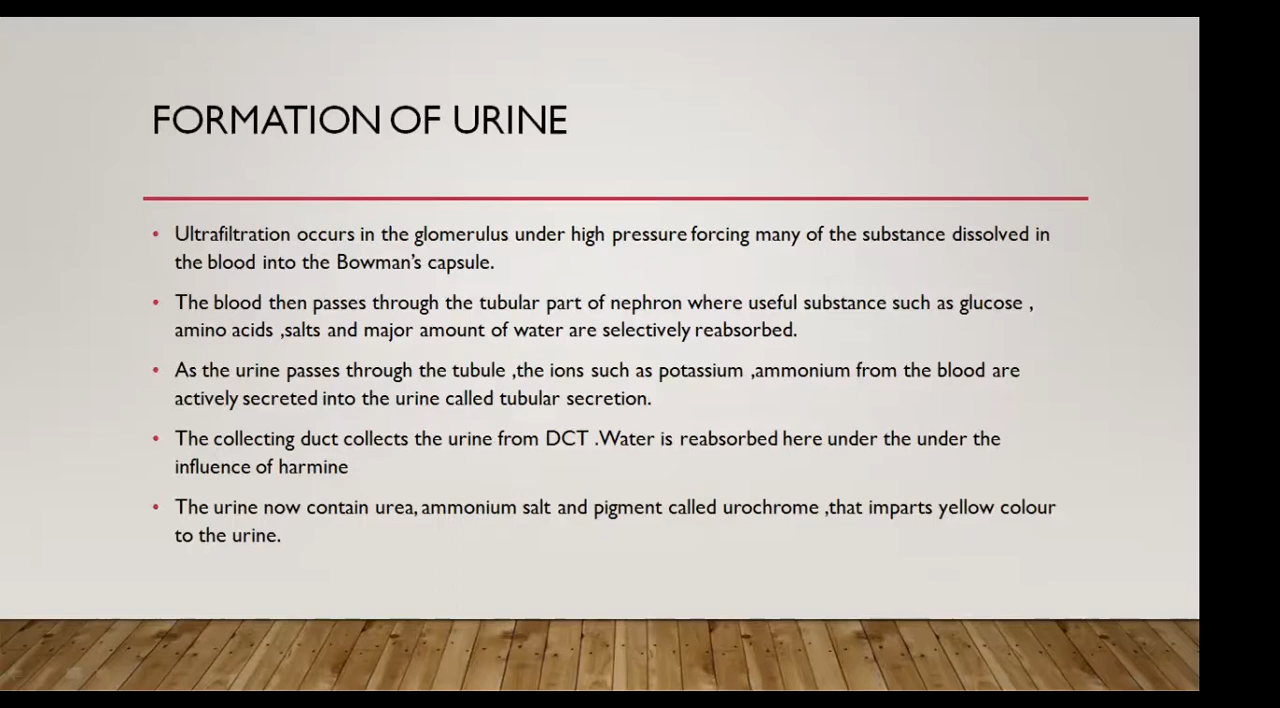 FORMATION OF URINE
• Ultrafiltration occurs in the glomerulus under high pressure forcing many of the substance dissolved in
the blood into the Bowman’s capsule.
• The blood then passes through the tubular part of nephron where useful substance such as glucose ,
amino acids ,salts and major amount of water are selectively reabsorbed.
• As the urine passes through the tubule ,the ions such as potassium ,ammonium from the blood are
actively secreted into the urine called tubular secretion.
• The collecting duct collects the urine from DCT .Water is reabsorbed here under the under the
influence of harmine
• The urine now contain urea, ammonium salt and pigment called urochrome ,that imparts yellow colour
to the urine.